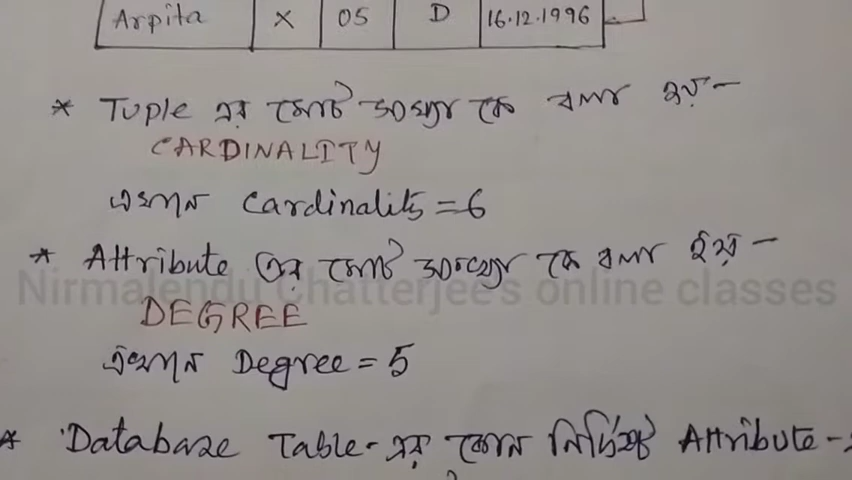 Arpita X 05 D 16.12.1996
* Tuple এর মোট সংখ্যা কে বলা হয়-
CARDINALITY
এখানে Cardinality = 6
* Attribute এর মোট সংখ্যা কে বলা হয়-
Nirmalendu Chatterjee's online classes
DEGREE
এখানে Degree = 5
* Database Table-এর কোন নির্দিষ্ট Attribute-